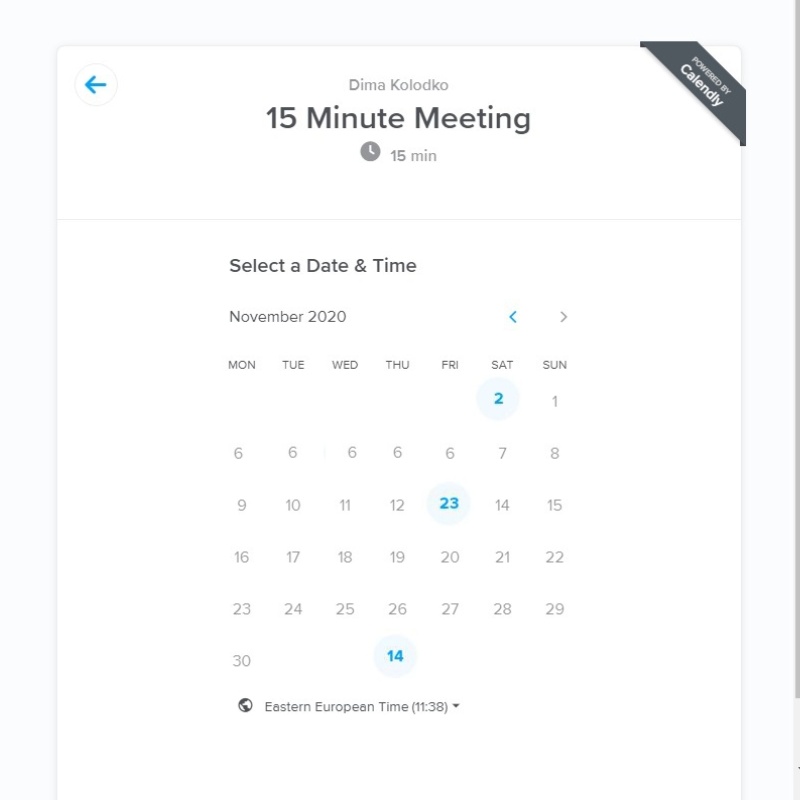 POWERED BY
Calendly
Dima Kolodko
15 Minute Meeting
15 min
Select a Date & Time
November 2020
MON TUE WED THU FRI SAT SUN
2 1
6 6 6 6 6 7 8
9 10 11 12 23 14 15
16 17 18 19 20 21 22
23 24 25 26 27 28 29
30 14
Eastern European Time (11:38)